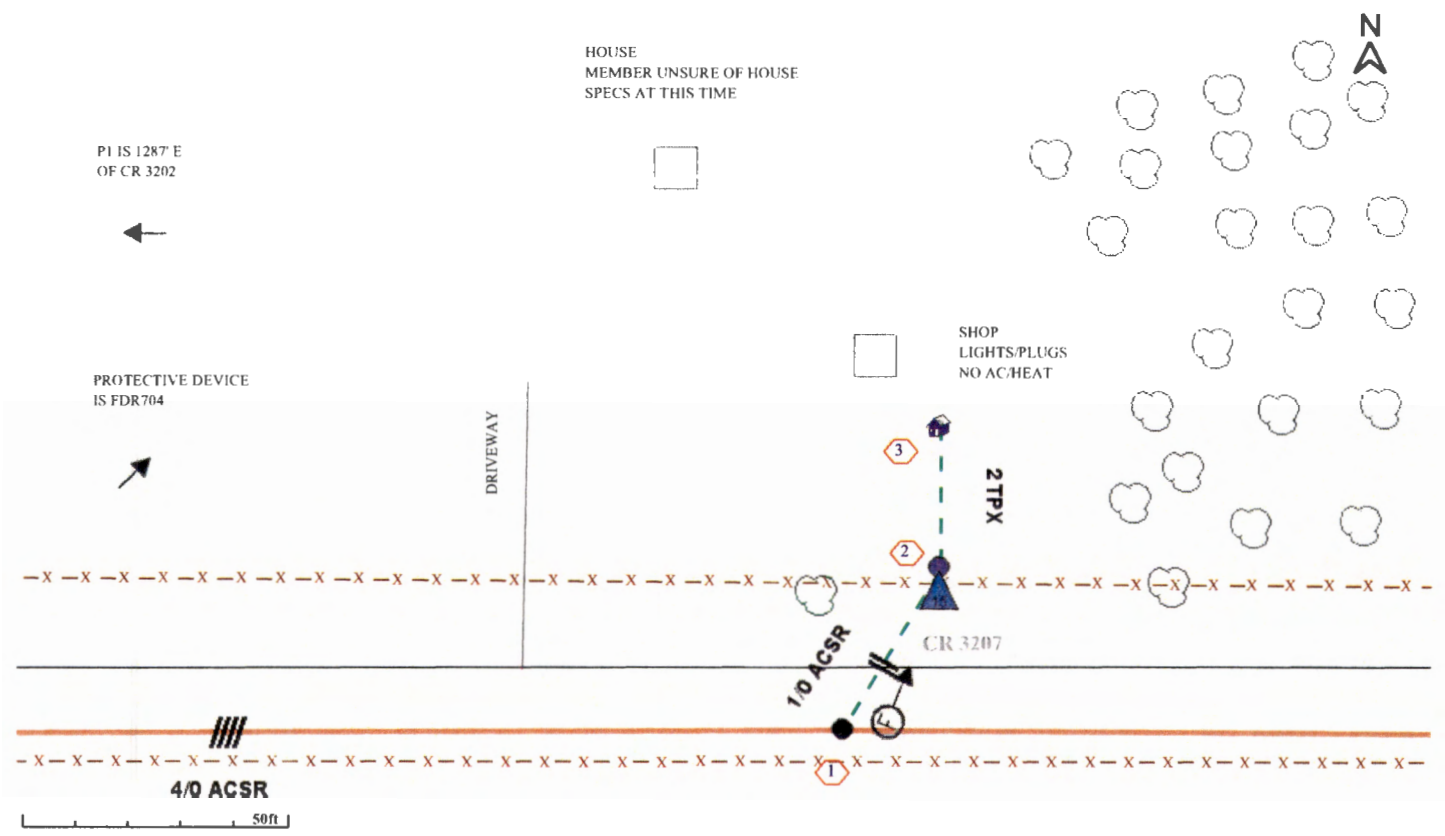 N
HOUSE
MEMBER UNSURE OF HOUSE
SPECS AT THIS TIME
P1 IS 1287' E
OF CR 3202
SHOP
LIGHTS/PLUGS
NO AC/HEAT
PROTECTIVE DEVICE
IS FDR704
DRIVEWAY
3
2 TPX
2
15
CR 3207
1/0 ACSR
F
1
4/0 ACSR
50ft